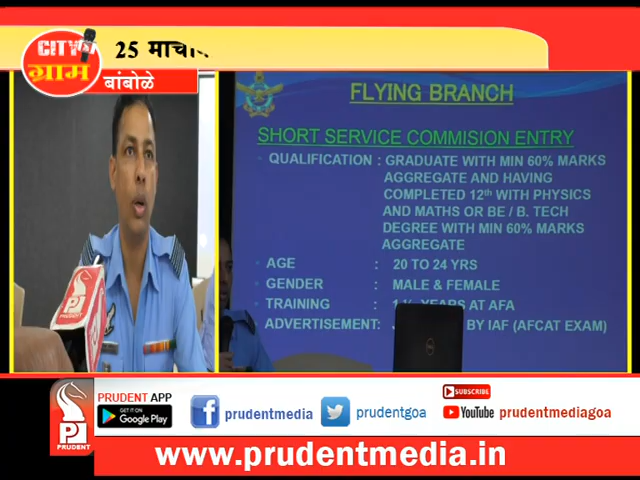 CITY
ग्राम
25
बांबोळे
FLYING BRANCH
SHORT SERVICE COMMISION ENTRY
QUALIFICATION : GRADUATE WITH MIN 60% MARKS
AGGREGATE AND HAVING
COMPLETED 12th WITH PHYSICS
AND MATHS OR BE / B. TECH
DEGREE WITH MIN 60% MARKS
AGGREGATE
AGE : 20 TO 24 YRS
GENDER : MALE & FEMALE
TRAINING : YEARS AT AFA
ADVERTISEMENT: BY IAF (AFCAT EXAM)
PRUDENT
PRUDENT
PRUDENT APP
GET IT ON
Google Play
prudentmedia
prudentgoa
SUBSCRIBE
YouTube prudentmediagoa
www.prudentmedia.in